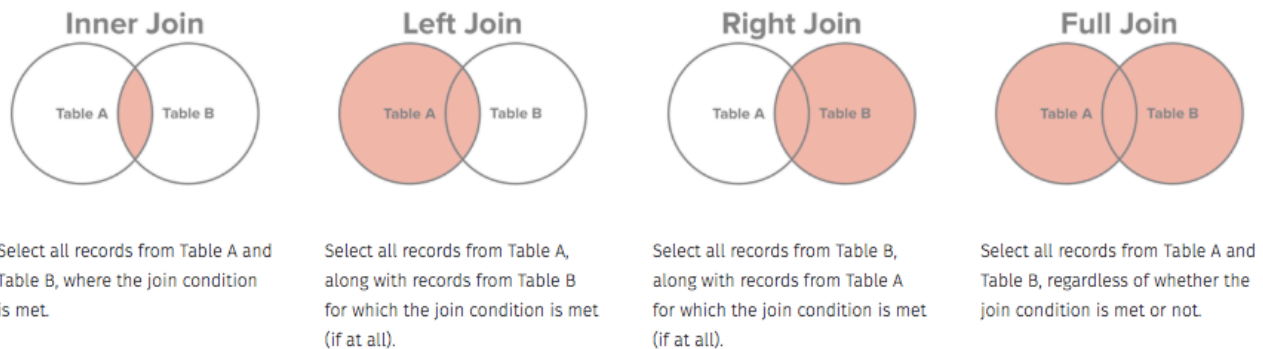 Inner Join
Table A
Table B
Select all records from Table A and
Table B, where the join condition
is met.
Left Join
Table A
Table B
Select all records from Table A,
along with records from Table B
for which the join condition is met
(if at all).
Right Join
Table A
Table B
Select all records from Table B,
along with records from Table A
for which the join condition is met
(if at all).
Full Join
Table A
Table B
Select all records from Table A and
Table B, regardless of whether the
join condition is met or not.